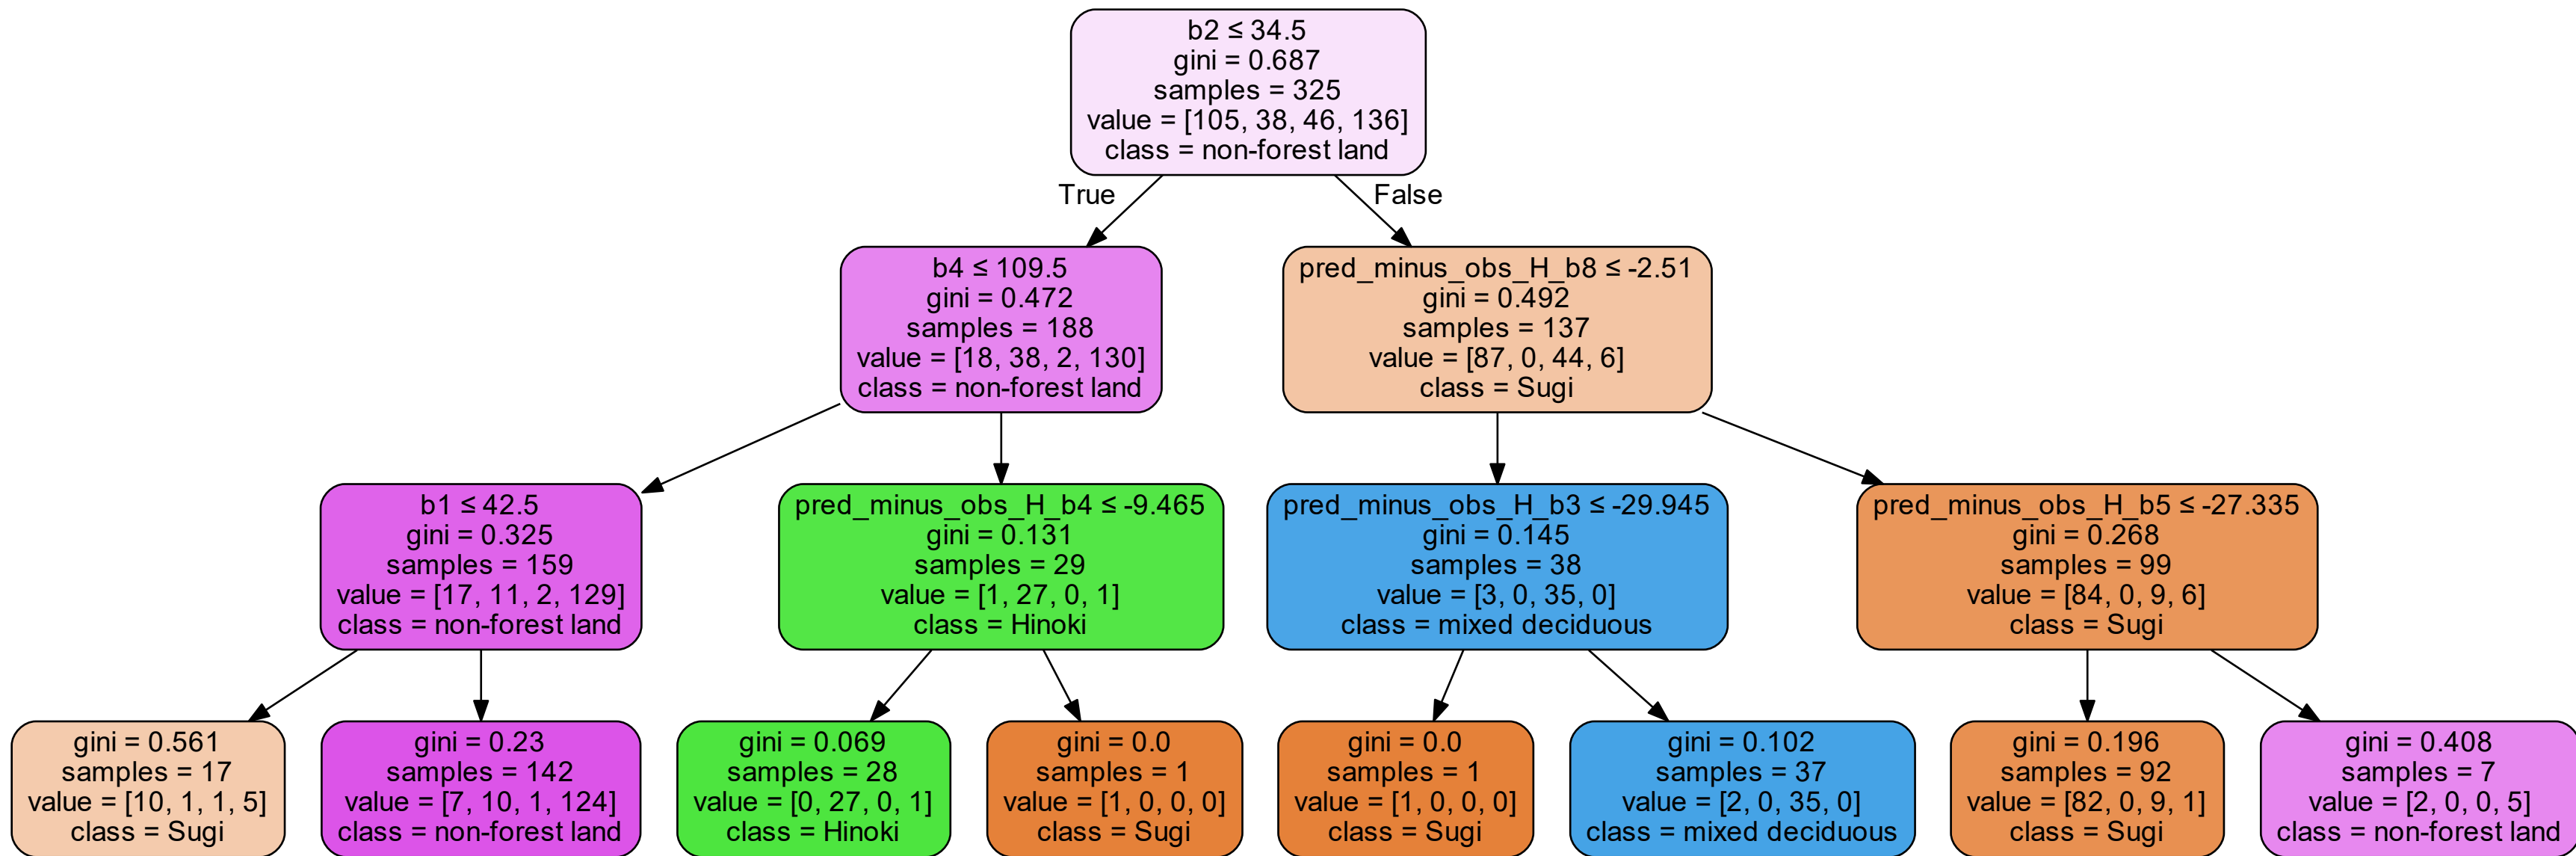 b2 ≤ 34.5
gini = 0.687
samples = 325
value = [105, 38, 46, 136]
class = non-forest land
True
False
b4 ≤ 109.5
gini = 0.472
samples = 188
value = [18, 38, 2, 130]
class = non-forest land
pred_minus_obs_H_b8 ≤ -2.51
gini = 0.492
samples = 137
value = [87, 0, 44, 6]
class = Sugi
b1 ≤ 42.5
gini = 0.325
samples = 159
value = [17, 11, 2, 129]
class = non-forest land
pred_minus_obs_H_b4 ≤ -9.465
gini = 0.131
samples = 29
value = [1, 27, 0, 1]
class = Hinoki
pred_minus_obs_H_b3 ≤ -29.945
gini = 0.145
samples = 38
value = [3, 0, 35, 0]
class = mixed deciduous
pred_minus_obs_H_b5 ≤ -27.335
gini = 0.268
samples = 99
value = [84, 0, 9, 6]
class = Sugi
gini = 0.561
samples = 17
value = [10, 1, 1, 5]
class = Sugi
gini = 0.23
samples = 142
value = [7, 10, 1, 124]
class = non-forest land
gini = 0.069
samples = 28
value = [0, 27, 0, 1]
class = Hinoki
gini = 0.0
samples = 1
value = [1, 0, 0, 0]
class = Sugi
gini = 0.0
samples = 1
value = [1, 0, 0, 0]
class = Sugi
gini = 0.102
samples = 37
value = [2, 0, 35, 0]
class = mixed deciduous
gini = 0.196
samples = 92
value = [82, 0, 9, 1]
class = Sugi
gini = 0.408
samples = 7
value = [2, 0, 0, 5]
class = non-forest land